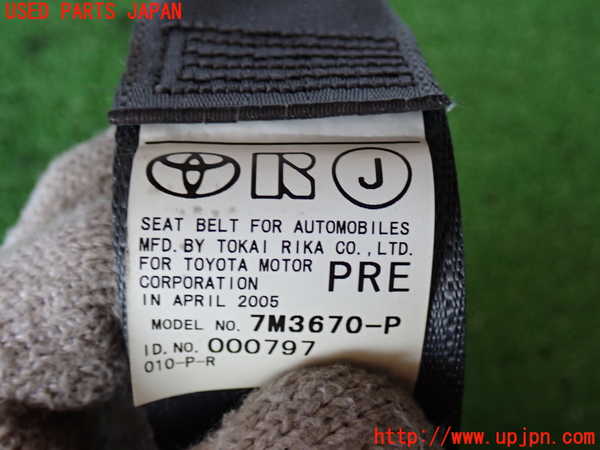 USED PARTS JAPAN
J
SEAT BELT FOR AUTOMOBILES
MFD. BY TOKAI RIKA CO.,LTD.
FOR TOYOTA MOTOR
CORPORATION PRE
IN APRIL 2005
MODEL NO. 7M3670-P
ID.NO. 000797
010-P-R
http://www.upjpn.com/